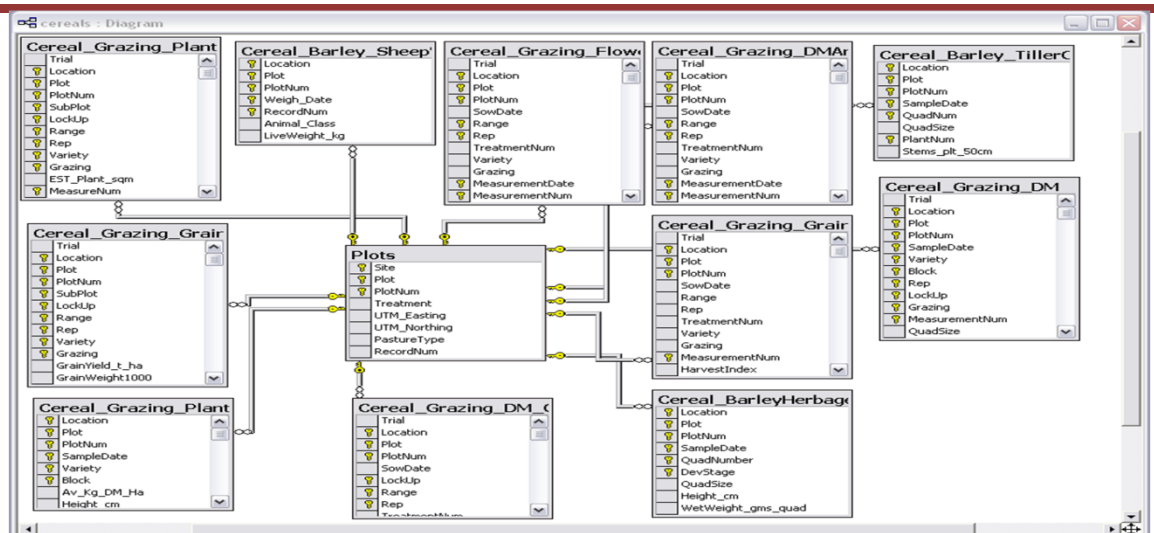 cereals : Diagram
Cereal_Grazing_Plant
Trial
Location
Plot
PlotNum
SubPlot
LockUp
Range
Rep
Variety
Grazing
EST_Plant_sqm
MeasureNum
Cereal_Barley_Sheep
Location
Plot
PlotNum
Weigh_Date
RecordNum
Animal_Class
LiveWeight_kg
Cereal_Grazing_Flow
Trial
Location
Plot
PlotNum
SowDate
Range
Rep
TreatmentNum
Variety
Grazing
MeasurementDate
MeasurementNum
Cereal_Grazing_DMAr
Trial
Location
Plot
PlotNum
SowDate
Range
Rep
TreatmentNum
Variety
Grazing
MeasurementDate
MeasurementNum
Cereal_Barley_TillerC
Location
Plot
PlotNum
SampleDate
QuadNum
QuadSize
PlantNum
Stems_plt_50cm
Cereal_Grazing_DM
Trial
Location
Plot
PlotNum
SampleDate
Variety
Block
Rep
LockUp
Grazing
MeasurementNum
QuadSize
Cereal_Grazing_Grair
Trial
Location
Plot
PlotNum
SubPlot
LockUp
Range
Rep
Variety
Grazing
GrainYield_t_ha
GrainWeight1000
Plots
Site
Plot
PlotNum
Treatment
UTM_Easting
UTM_Northing
PastureType
RecordNum
Cereal_Grazing_Grair
Trial
Location
Plot
PlotNum
SowDate
Range
Rep
TreatmentNum
Variety
Grazing
MeasurementNum
HarvestIndex
Cereal_Grazing_Plant
Location
Plot
PlotNum
SampleDate
Variety
Block
Av_Kg_DM_Ha
Height_cm
Cereal_Grazing_DM_C
Trial
Location
Plot
PlotNum
SowDate
LockUp
Range
Rep
TreatmentNum
Cereal_BarleyHerbage
Location
Plot
PlotNum
SampleDate
QuadNumber
DevStage
QuadSize
Height_cm
WetWeight_gms_quad